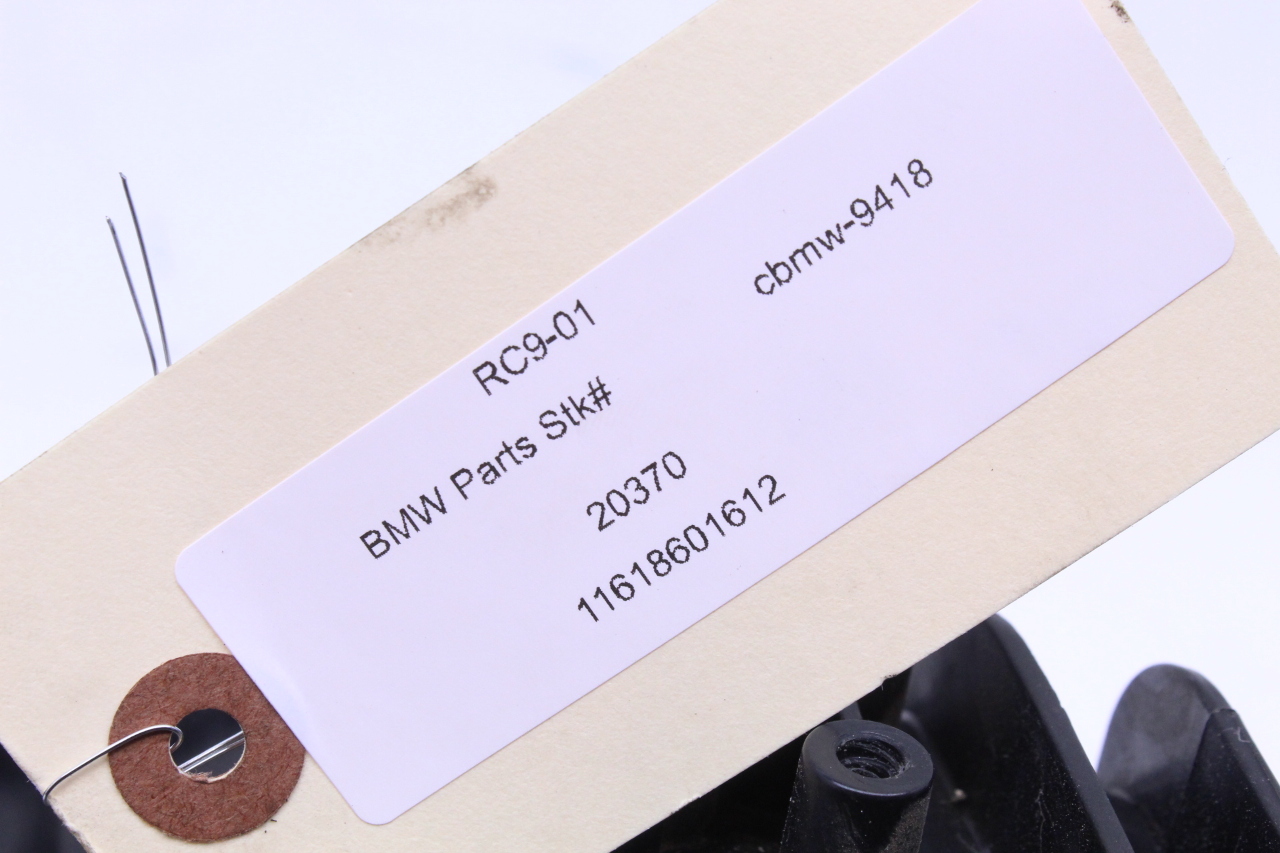 cbmw-9418
RC9-01
BMW Parts Stk#
20370
11618601612